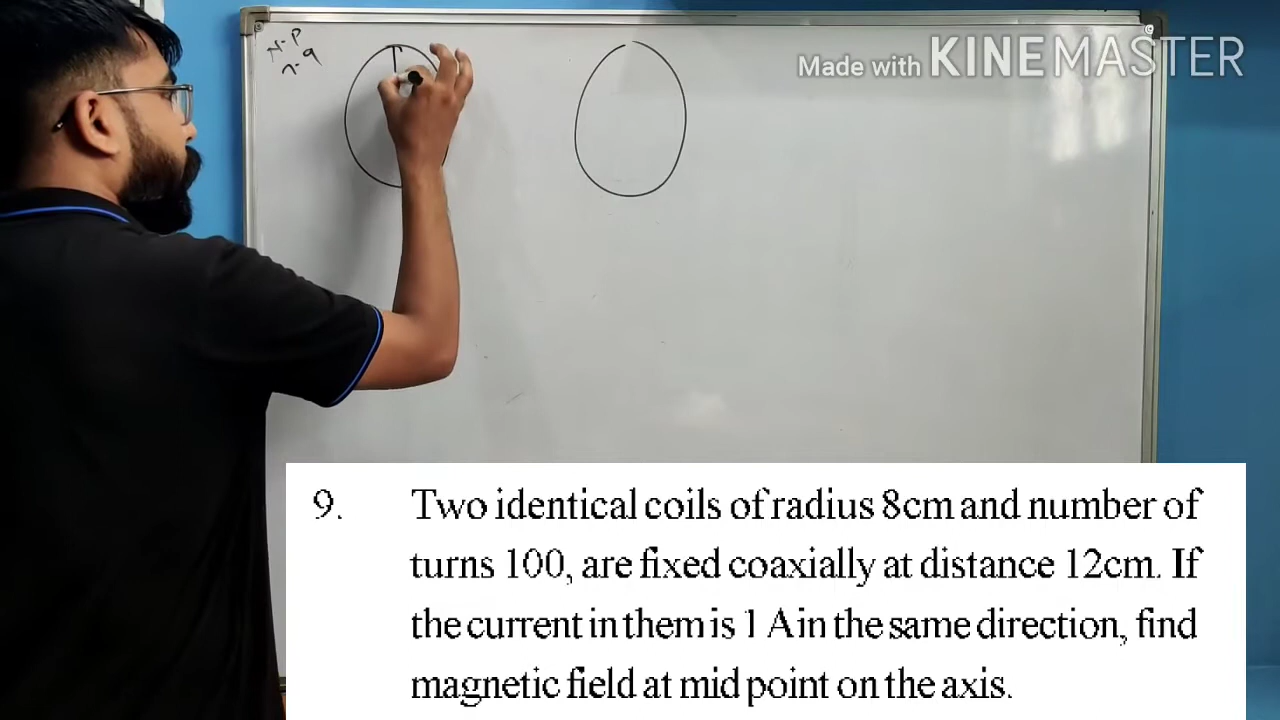 N-P
n-9
Made with KINEMASTER
9. Two identical coils of radius 8cm and number of
turns 100, are fixed coaxially at distance 12cm. If
the current in them is 1 A in the same direction, find
magnetic field at mid point on the axis.